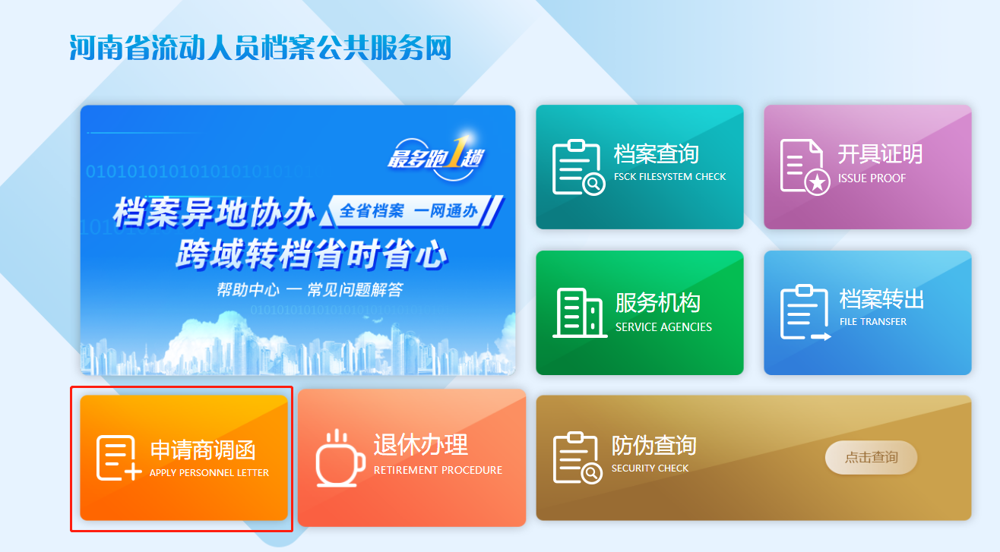 河南省流动人员档案公共服务网
最多跑1趟
010101010101010101010101
档案异地协办
全省档案 一网通办
跨域转档省时省心
帮助中心 一 常见问题解答
档案查询
FSCK FILESYSTEM CHECK
开具证明
ISSUE PROOF
服务机构
SERVICE AGENCIES
档案转出
FILE TRANSFER
申请商调函
APPLY PERSONNEL LETTER
退休办理
RETIREMENT PROCEDURE
防伪查询
SECURITY CHECK
点击查询